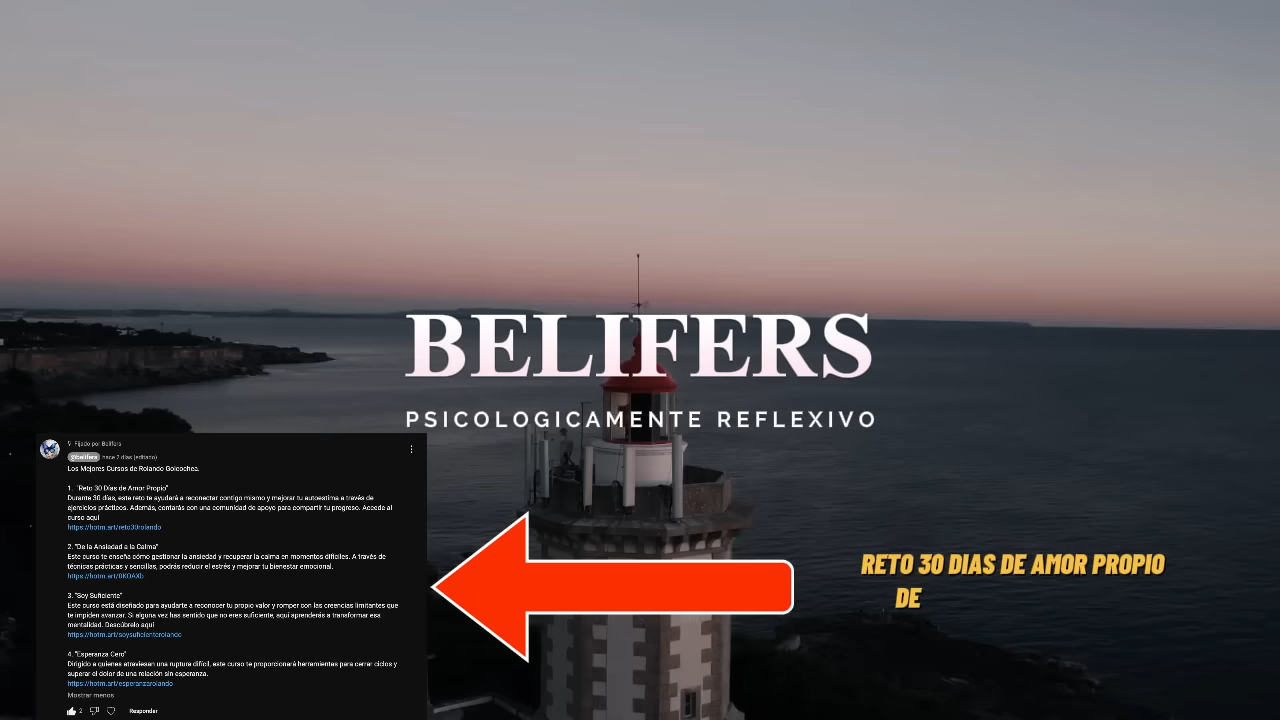 BELIFERS
PSICOLOGICAMENTE REFLEXIVO
Fijado por Belifers
@belifers hace 2 días (editado)
Los Mejores Cursos de Rolando Goicochea.
1. "Reto 30 Días de Amor Propio"
Durante 30 días, este reto te ayudará a reconectar contigo mismo y mejorar tu autoestima a través de
ejercicios prácticos. Además, contarás con una comunidad de apoyo para compartir tu progreso. Accede al
curso aquí
https://hotm.art/reto30rolando
2. "De la Ansiedad a la Calma"
Este curso te enseña cómo gestionar la ansiedad y recuperar la calma en momentos difíciles. A través de
técnicas prácticas y sencillas, podrás reducir el estrés y mejorar tu bienestar emocional.
https://hotm.art/0KOAXb
3. "Soy Suficiente"
Este curso está diseñado para ayudarte a reconocer tu propio valor y romper con las creencias limitantes que
te impiden avanzar. Si alguna vez has sentido que no eres suficiente, aquí aprenderás a transformar esa
mentalidad. Descúbrelo aquí
https://hotm.art/soysuficienterolando
4. "Esperanza Cero"
Dirigido a quienes atraviesan una ruptura difícil, este curso te proporcionará herramientas para cerrar ciclos y
superar el dolor de una relación sin esperanza.
https://hotm.art/esperanzarolando
Mostrar menos
2 Responder
RETO 30 DIAS DE AMOR PROPIO
DE